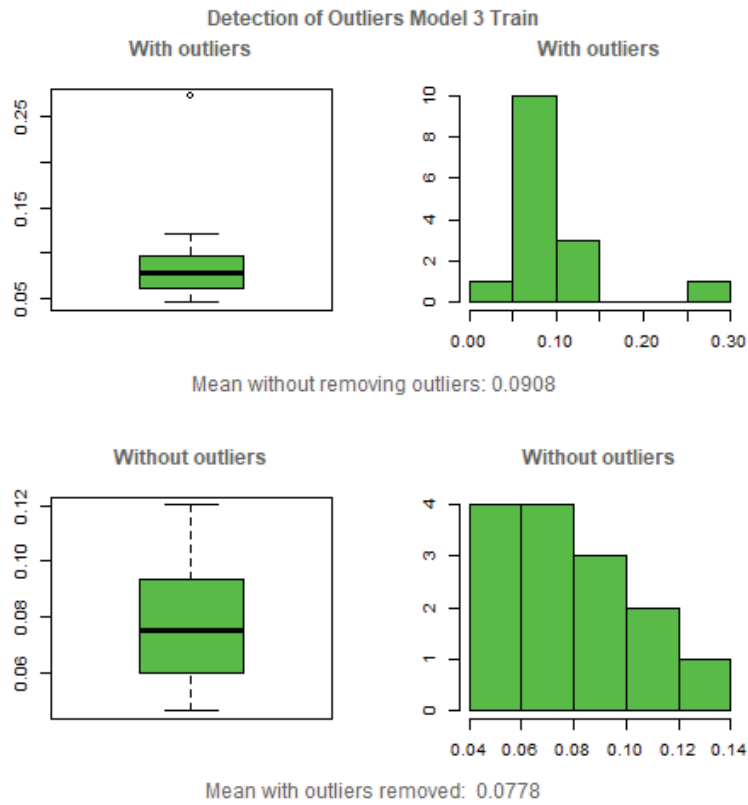 Detection of Outliers Model 3 Train
With outliers
With outliers
0.25
0.15
0.05
10
8
6
4
2
0
0.00 0.10 0.20 0.30
Mean without removing outliers: 0.0908
Without outliers
Without outliers
0.12
0.10
0.08
0.06
4
3
2
1
0
0.04 0.06 0.08 0.10 0.12 0.14
Mean with outliers removed: 0.0778